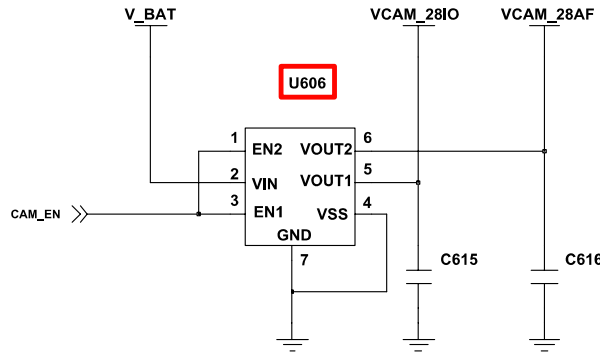 V_BAT
VCAM_28IO
VCAM_28AF
U606
1
EN2
VOUT2
6
2
VIN
VOUT1
5
CAM_EN
3
EN1
VSS
4
GND
7
C615
C616